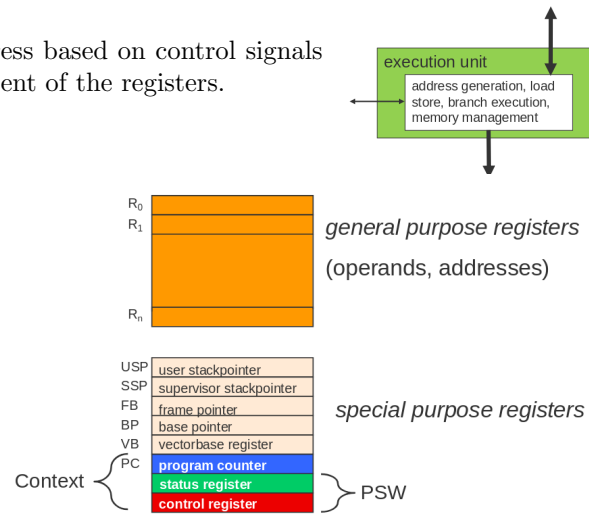 ess based on control signals
ent of the registers.
execution unit
address generation, load
store, branch execution,
memory management
R₀
R₁
general purpose registers
(operands, addresses)
Rₙ
USP user stackpointer
SSP supervisor stackpointer
FB frame pointer
special purpose registers
BP base pointer
VB vectorbase register
PC program counter
Context
status register
PSW
control register